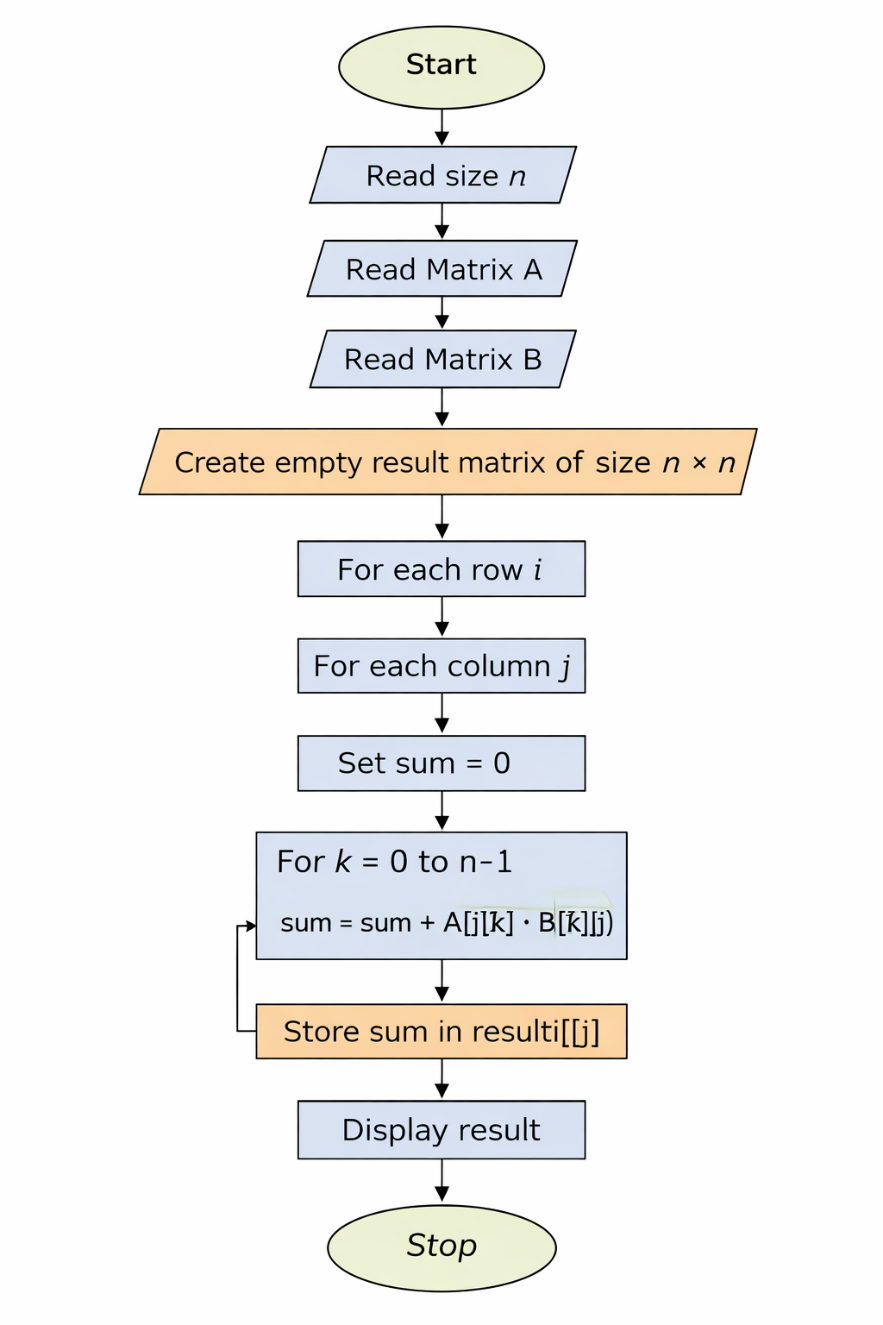 Start
Read size n
Read Matrix A
Read Matrix B
Create empty result matrix of size n × n
For each row i
For each column j
Set sum = 0
For k = 0 to n-1
sum = sum + A[j[k] · B[k]]j)
Store sum in resulti[[j]
Display result
Stop